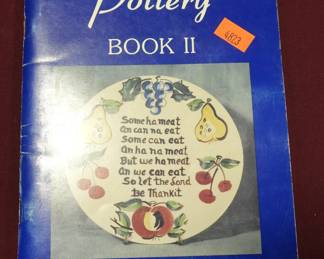 Pottery
BOOK II
4823
Some ha meat
An can na eat
Some can eat
An ha na meat
But we ha meat
An we can eat
So let the Lord
be Thankit